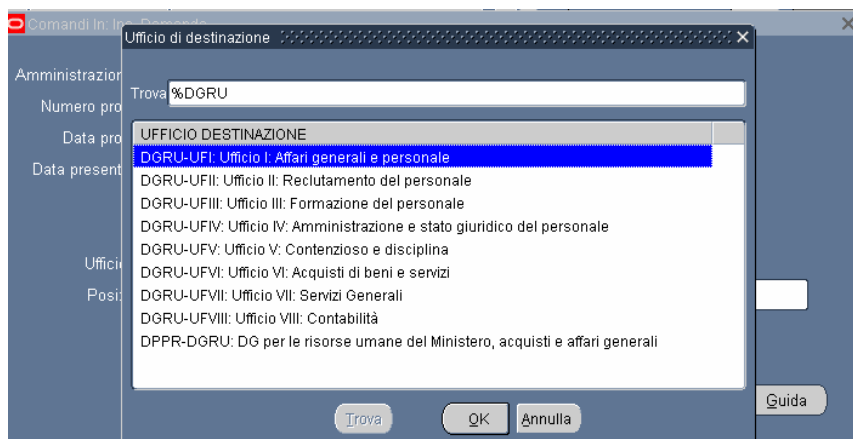 Comandi In: Ins. Domande
Ufficio di destinazione
Amministrazion
Trova %DGRU
Numero pro
Data pro
UFFICIO DESTINAZIONE
DGRU-UFI: Ufficio I: Affari generali e personale
Data present
DGRU-UFII: Ufficio II: Reclutamento del personale
DGRU-UFIII: Ufficio III: Formazione del personale
DGRU-UFIV: Ufficio IV: Amministrazione e stato giuridico del personale
DGRU-UFV: Ufficio V: Contenzioso e disciplina
Uffici
DGRU-UFVI: Ufficio VI: Acquisti di beni e servizi
Posi
DGRU-UFVII: Ufficio VII: Servizi Generali
DGRU-UFVIII: Ufficio VIII: Contabilità
DPPR-DGRU: DG per le risorse umane del Ministero, acquisti e affari generali
Guida
Trova
OK
Annulla